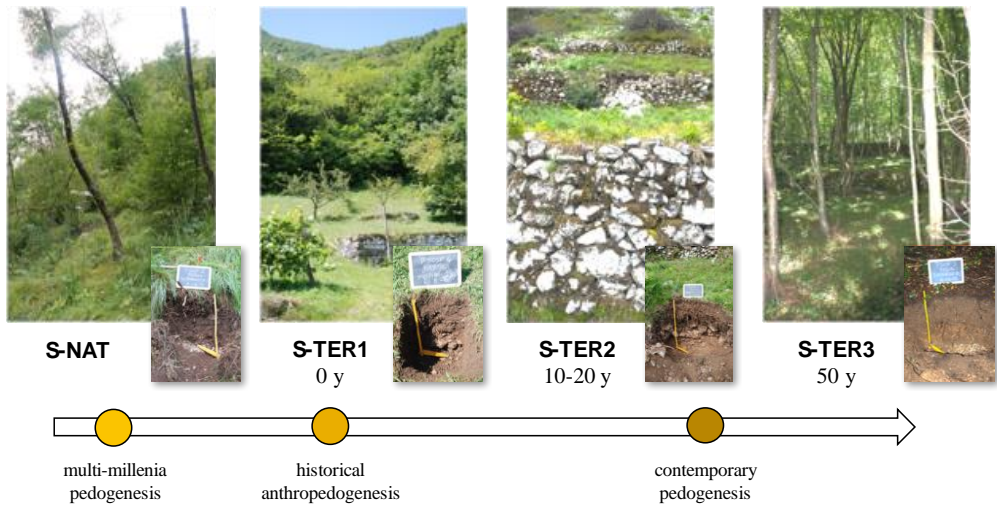 S-NAT
S-TER1
0 y
S-TER2
10-20 y
S-TER3
50 y
multi-millenia
pedogenesis
historical
anthropedogenesis
contemporary
pedogenesis